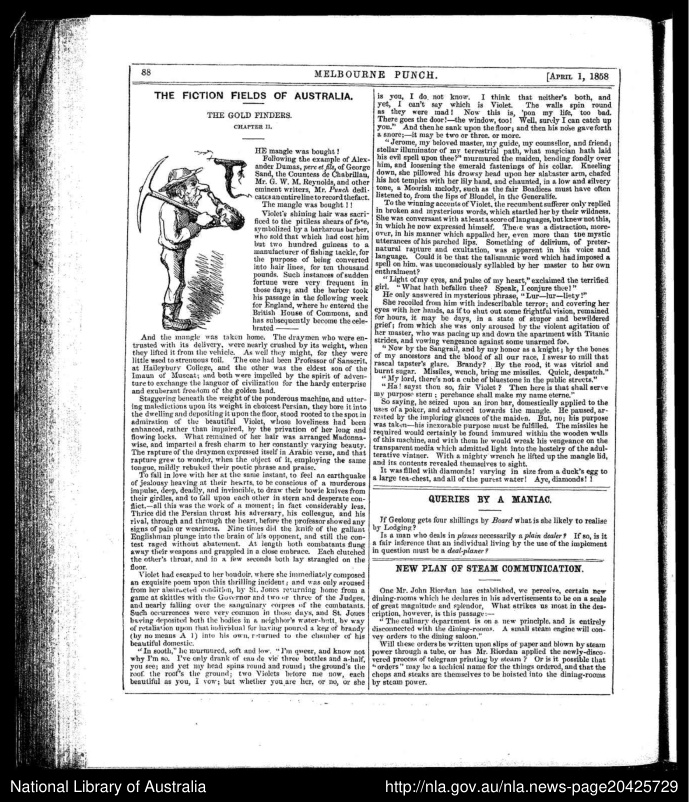 88
MELBOURNE PUNCH.
[APRIL 1, 1858
THE FICTION FIELDS OF AUSTRALIA.
THE GOLD FINDERS.
CHAPTER II.
HE mangle was bought !
Following the example of Alex-
ander Dumas, pere et fils, of George
Sand, the Countess de Chabrillan,
Mr. G. W. M. Reynolds, and other
eminent writers, Mr. Punch dedi-
cates an entire line to record the fact.
The mangle was bought ! !
Violet's shining hair was sacri-
ficed to the pitiless shears of fate,
symbolized by a barbarous barber,
who sold that which had cost him
but two hundred guineas to a
manufacturer of fishing tackle, for
the purpose of being converted
into hair lines, for ten thousand
pounds. Such instances of sudden
fortune were very frequent in
those days; and the barber took
his passage in the following week
for England, where he entered the
British House of Commons, and
has subsequently become the cele-
brated ———
And the mangle was taken home. The draymen who were en-
trusted with its delivery, were nearly crushed by its weight, when
they lifted it from the vehicle. As well they might, for they were
little used to strenuous toil. The one had been Professor of Sanscrit,
at Haileybury College, and the other was the eldest son of the
Imaun of Muscat; and both were impelled by the spirit of adven-
ture to exchange the languor of civilization for the hardy enterprise
and exuberant freedom of the golden land.
Staggering beneath the weight of the ponderous machine, and utter-
ing maledictions upon its weight in choicest Persian, they bore it into
the dwelling and depositing it upon the floor, stood rooted to the spot in
admiration of the beautiful Violet, whose loveliness had been
enhanced, rather than impaired, by the privation of her long and
flowing locks. What remained of her hair was arranged Madonna-
wise, and imparted a fresh charm to her constantly varying beauty.
The rapture of the draymen expressed itself in Arabic verse, and that
rapture grew to wonder, when the object of it, employing the same
tongue, mildly rebuked their poetic phrase and praise.
To fall in love with her at the same instant, to feel an earthquake
of jealousy heaving at their hearts, to be conscious of a murderous
impulse, deep, deadly, and invincible, to draw their bowie knives from
their girdles, and to fall upon each other in stern and desperate con-
flict,—all this was the work of a moment; in fact considerably less.
Thrice did the Persian thrust his adversary, his colleague, and his
rival, through and through the heart, before the professor showed any
signs of pain or weariness. Nine times did the knife of the gallant
Englishman plunge into the brain of his opponent, and still the con-
test raged without abatement. At length both combatants flung
away their weapons and grappled in a close embrace. Each clutched
the other's throat, and in a few seconds both lay strangled on the
floor.
Violet had escaped to her boudoir, where she immediately composed
an exquisite poem upon this thrilling incident; and was only aroused
from her abstracted condition, by St. Jones returning home from a
game at skittles with the Governor and two or three of the Judges,
and nearly falling over the sanguinary corpses of the combatants.
Such occurrences were very common in those days, and St. Jones
having deposited both the bodies in a neighbor's water-butt, by way
of retaliation upon that individual for having poured a keg of brandy
(by no means A 1) into his own, returned to the chamber of his
beautiful domestic.
"In sooth," he murmured, soft and low. "I'm queer, and know not
why I'm so. I've only drank of eau de vie three bottles and a-half,
you see; and yet my head spins round and round; the ground's the
roof, the roof's the ground; two Violets before me now, each
beautiful as you, I vow; but whether you are her, or no, or she
is you, I do not know. I think that neither's both, and
yet, I can't say which is Violet. The walls spin round
as they were mad! Now this is, 'pon my life, too bad.
There goes the door!—the window, too! Well, surely I can catch up
you." And then he sank upon the floor; and then his nose gave forth
a snore;—it may be two or three, or more.
"Jerome, my beloved master, my guide, my counsellor, and friend;
stellar illuminator of my terrestrial path, what magician hath laid
his evil spell upon thee?" murmured the maiden, bending fondly over
him, and loosening the emerald fastenings of his collar. Kneeling
down, she pillowed his drowsy head upon her alabaster arm, chafed
his hot temples with her lily hand, and chaunted, in a low and silvery
tone, a Moorish melody, such as the fair Boadicea must have often
listened to, from the lips of Blondel, in the Generalife.
To the winning accents of Violet, the recumbent sufferer only replied
in broken and mysterious words, which startled her by their wildness.
She was conversant with at least a score of languages, but knew not this,
in which he now expressed himself. There was a distraction, more-
over, in his manner which appalled her, even more than the mystic
utterances of his parched lips. Something of delirium, of preter-
natural rapture and exultation, was apparent in his voice and
language. Could it be that the talismanic word which had imposed a
spell on him was unconsciously syllabled by her master to her own
enthralment?
"Light of my eyes, and pulse of my heart," exclaimed the terrified
girl. "What hath befallen thee? Speak, I conjure thee!"
He only answered in mysterious phrase, "Lur—lur—liety!"
She recoiled from him with indescribable horror; and covering her
eyes with her hands, as if to shut out some frightful vision, remained
for hours, it may be days, in a state of stupor and bewildered
grief; from which she was only aroused by the violent agitation of
her master, who was pacing up and down the apartment with Titanic
strides, and vowing vengeance against some unarmed foe.
"Now by the Sangrail, and by my honor as a knight; by the bones
of my ancestors and the blood of all our race, I swear to mill that
rascal tapster's glare. Brandy? By the rood, it was vitriol and
burnt sugar. Missiles, wench, bring me missiles. Quick, despatch."
"My lord, there's not a cube of bluestone in the public streets."
"Ha! sayst thou so, fair Violet? Then here is that shall serve
my purpose stern; perchance shall make my name eterne."
So saying, he seized upon an iron bar, domestically applied to the
uses of a poker, and advanced towards the mangle. He paused, ar-
rested by the imploring glances of the maiden. But, no; his purpose
was taken—his inexorable purpose must be fulfilled. The missiles he
required would certainly be found immured within the wooden walls
of this machine, and with them he would wreak his vengeance on the
transparent media which admitted light into the hostelry of the adul-
terative viatner. With a mighty wrench he lifted up the mangle lid,
and its contents revealed themselves to sight.
It was filled with diamonds! varying in size from a duck's egg to
a large tea-chest, and all of the purest water! Aye, diamonds! !
QUERIES BY A MANIAC.
If Geelong gets four shillings by Board what is she likely to realise
by Lodging?
Is a man who deals in planes necessarily a plain dealer? If so, is it
a fair inference that an individual living by the use of the implement
in question must be a deal-planer?
NEW PLAN OF STEAM COMMUNICATION.
One Mr. John Riordan has established, we perceive, certain new
dining-rooms which he declares in his advertisements to be on a scale
of great magnitude and splendor. What strikes us most in the des-
cription, however, is this passage:—
"The culinary department is on a new principle, and is entirely
disconnected with the dining-rooms. A small steam engine will con-
vey orders to the dining saloon."
Will these orders be written upon slips of paper and blown by steam
power through a tube, or has Mr. Riordan applied the newly-disco-
vered process of telegram printing by steam? Or is it possible that
"orders" may be a technical name for the things ordered, and that the
chops and steaks are themselves to be hoisted into the dining-rooms
by steam power.
National Library of Australia
http://nla.gov.au/nla.news-page20425729